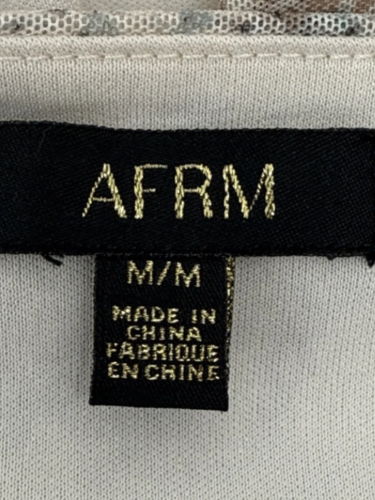 AFRM
M/M
MADE IN
CHINA
FABRIQUE
EN CHINE